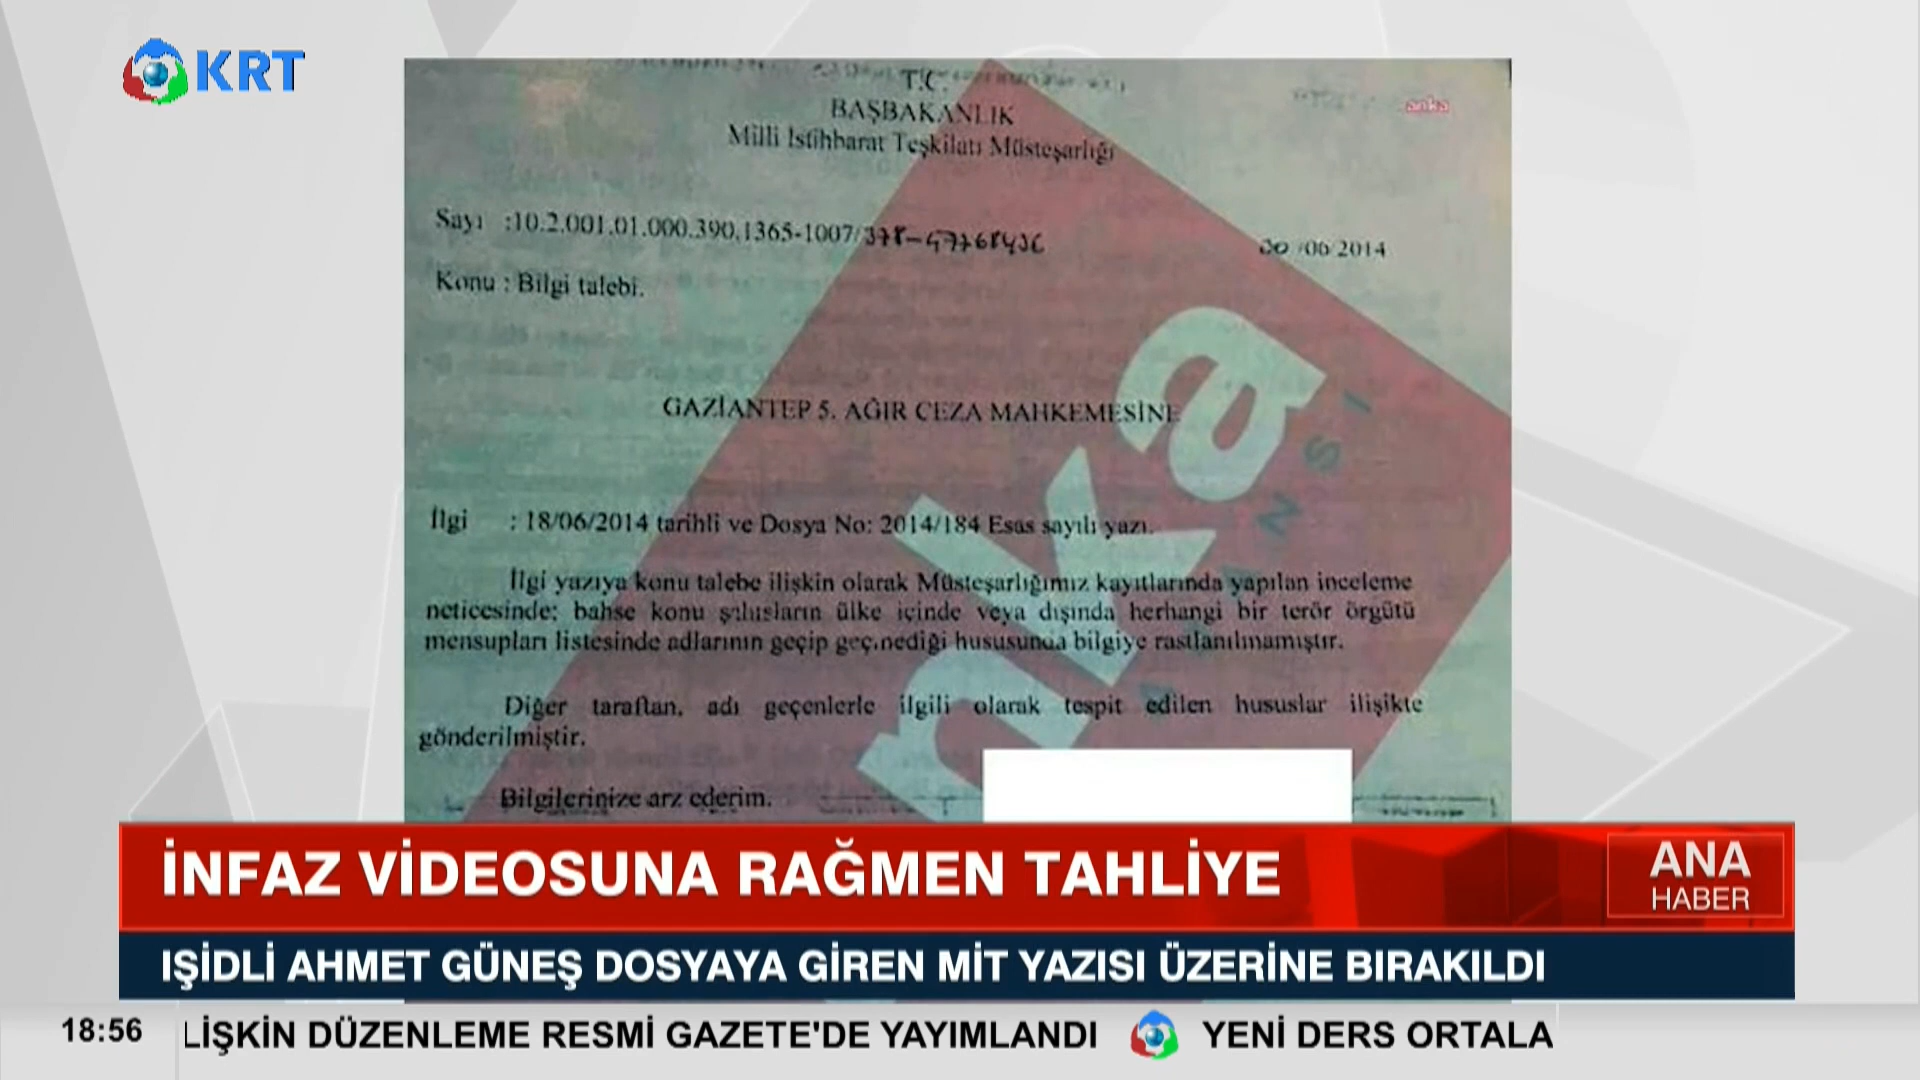 KRT
anka
T.C.
BAŞBAKANLIK
Milli İstihbarat Teşkilatı Müsteşarlığı
Sayı :10.2.001.01.000.390.1365-1007/
/06/2014
Konu : Bilgi talebi.
GAZİANTEP 5. AĞIR CEZA MAHKEMESİNE
İlgi : 18/06/2014 tarihli ve Dosya No: 2014/184 Esas sayılı yazı.
İlgi yazıya konu talebe ilişkin olarak Müsteşarlığımız kayıtlarında yapılan inceleme
neticesinde; bahse konu şahısların ülke içinde veya dışında herhangi bir terör örgütü
mensupları listesinde adlarının geçip geçmediği hususunda bilgiye rastlanılmamıştır.
Diğer taraftan, adı geçenlerle ilgili olarak tespit edilen hususlar ilişikte
gönderilmiştir.
Bilgilerinize arz ederim.
nka
AJANSI
İNFAZ VİDEOSUNA RAĞMEN TAHLİYE
ANA
HABER
IŞİDLİ AHMET GÜNEŞ DOSYAYA GİREN MİT YAZISI ÜZERİNE BIRAKILDI
18:56 LİŞKİN DÜZENLEME RESMİ GAZETE'DE YAYIMLANDI YENİ DERS ORTALA